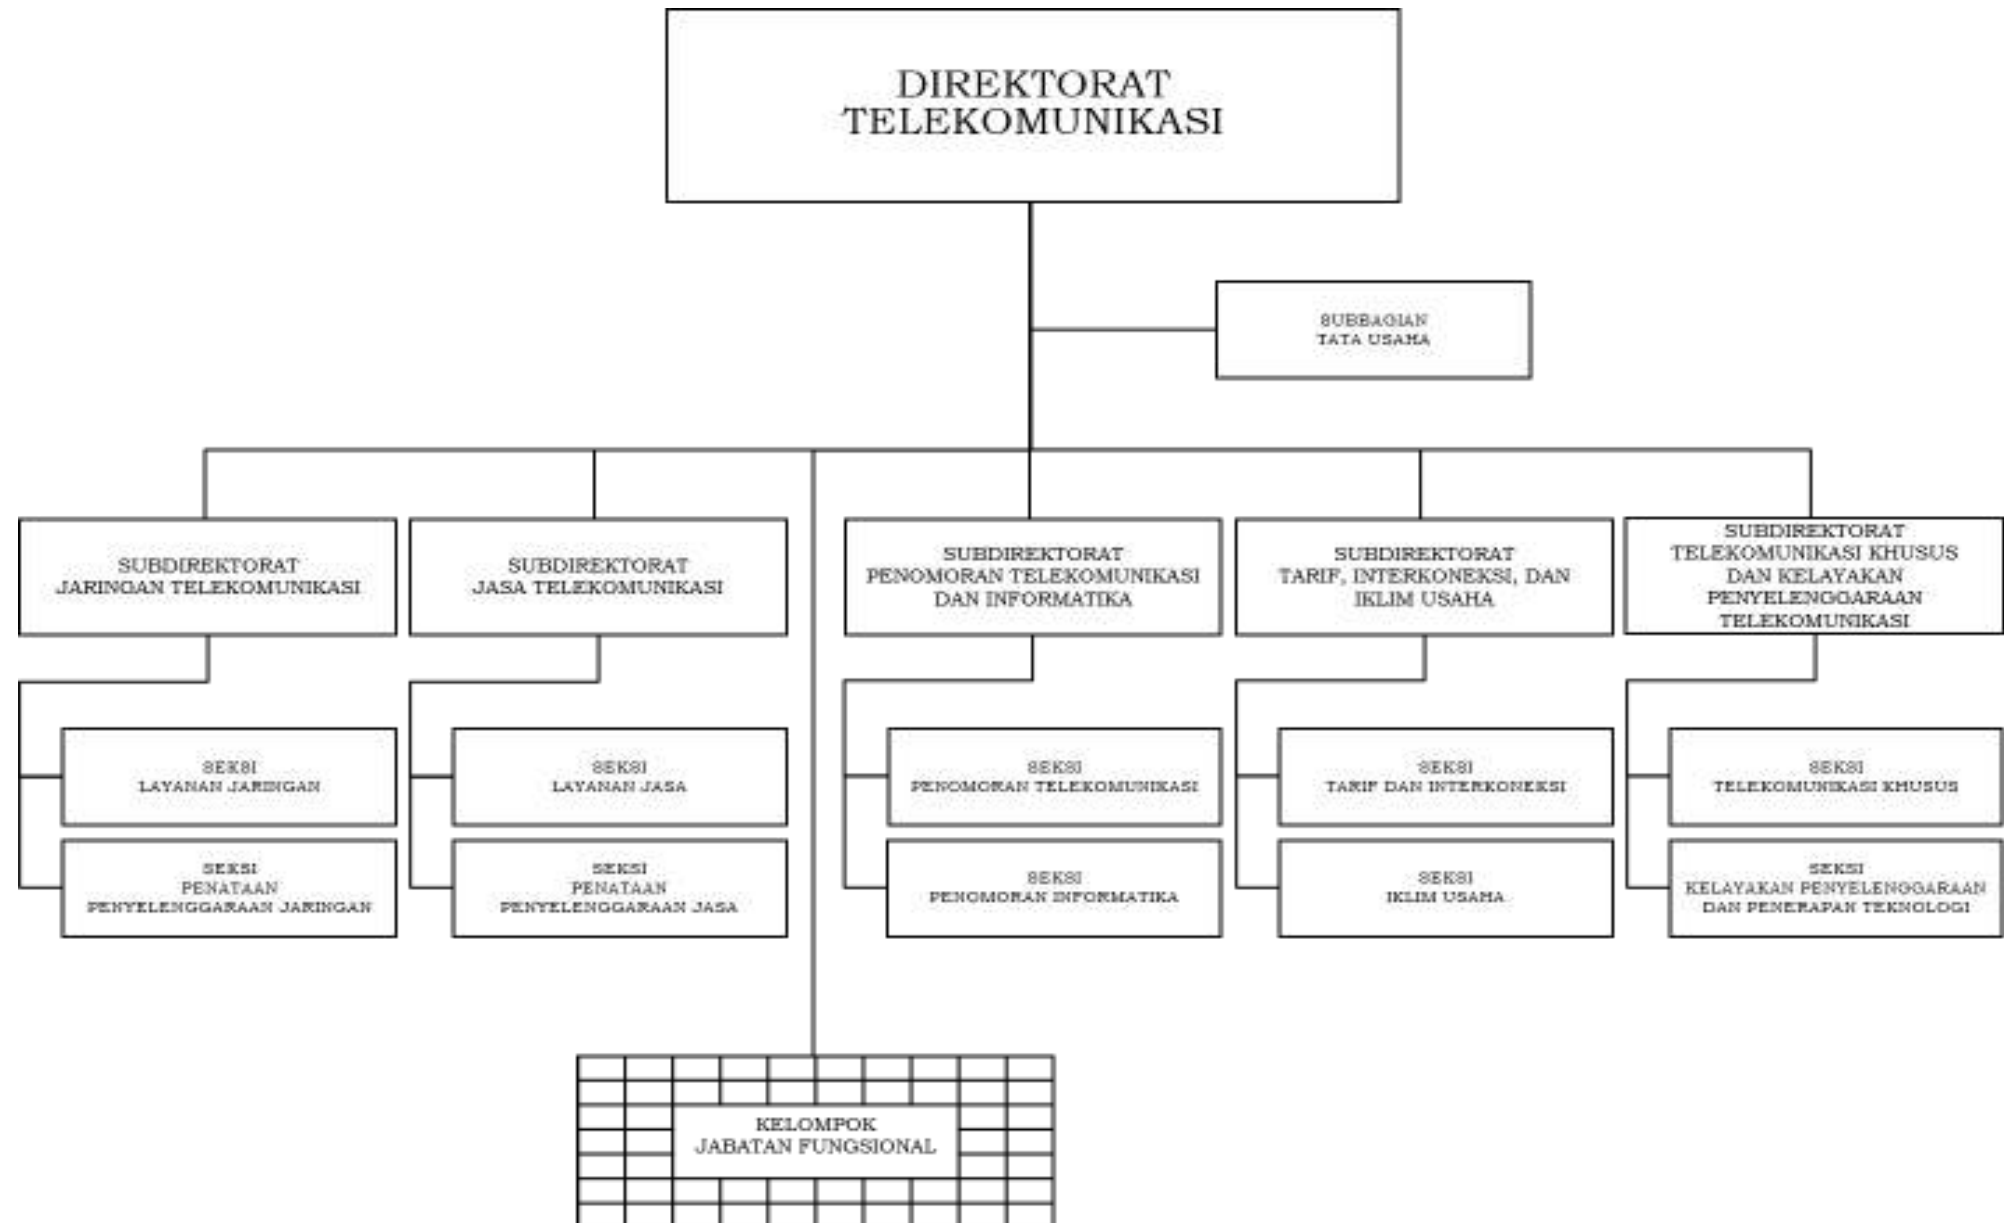 DIREKTORAT
TELEKOMUNIKASI
SUBBAGIAN
TATA USAHA
SUBDIREKTORAT
JARINGAN TELEKOMUNIKASI
SUBDIREKTORAT
JASA TELEKOMUNIKASI
SUBDIREKTORAT
PENOMORAN TELEKOMUNIKASI
DAN INFORMATIKA
SUBDIREKTORAT
TARIF, INTERKONEKSI, DAN
IKLIM USAHA
SUBDIREKTORAT
TELEKOMUNIKASI KHUSUS
DAN KELAYAKAN
PENYELENGGARAAN
TELEKOMUNIKASI
SEKSI
LAYANAN JARINGAN
SEKSI
LAYANAN JASA
SEKSI
PENOMORAN TELEKOMUNIKASI
SEKSI
TARIF DAN INTERKONEKSI
SEKSI
TELEKOMUNIKASI KHUSUS
SEKSI
PENATAAN
PENYELENGGARAAN JARINGAN
SEKSI
PENATAAN
PENYELENGGARAAN JASA
SEKSI
PENOMORAN INFORMATIKA
SEKSI
IKLIM USAHA
SEKSI
KELAYAKAN PENYELENGGARAAN
DAN PENERAPAN TEKNOLOGI
KELOMPOK
JABATAN FUNGSIONAL